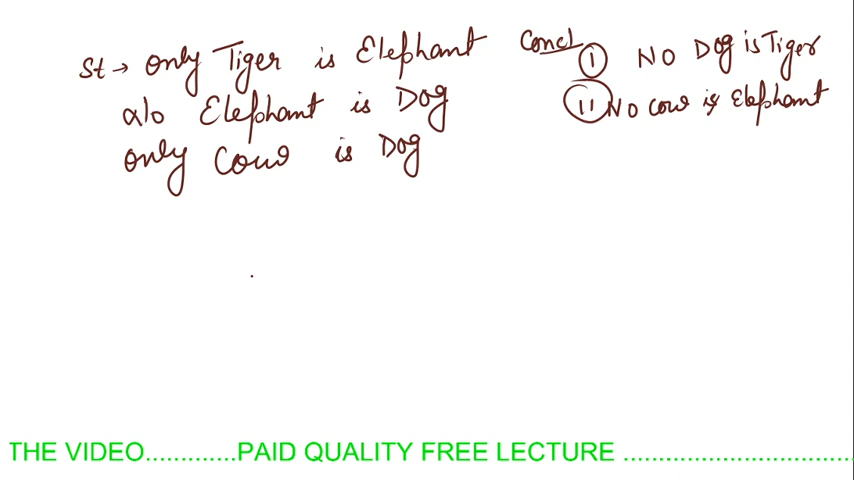 St → only Tiger is Elephant
a/o Elephant is Dog
only Cow is Dog
Concl
I No Dog is Tiger
II No cow is Elephant
THE VIDEO.............PAID QUALITY FREE LECTURE ................................